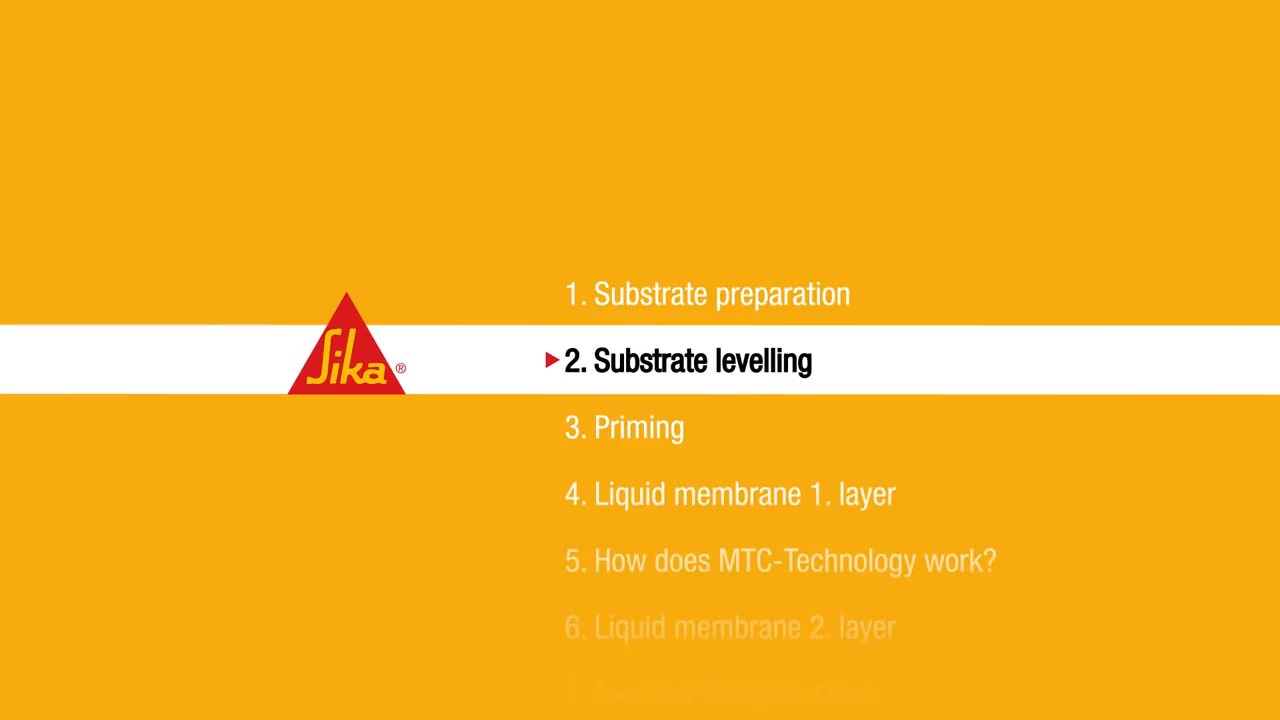 1. Substrate preparation
Sika®
2. Substrate levelling
3. Priming
4. Liquid membrane 1. layer
5. How does MTC-Technology work?
6. Liquid membrane 2. layer